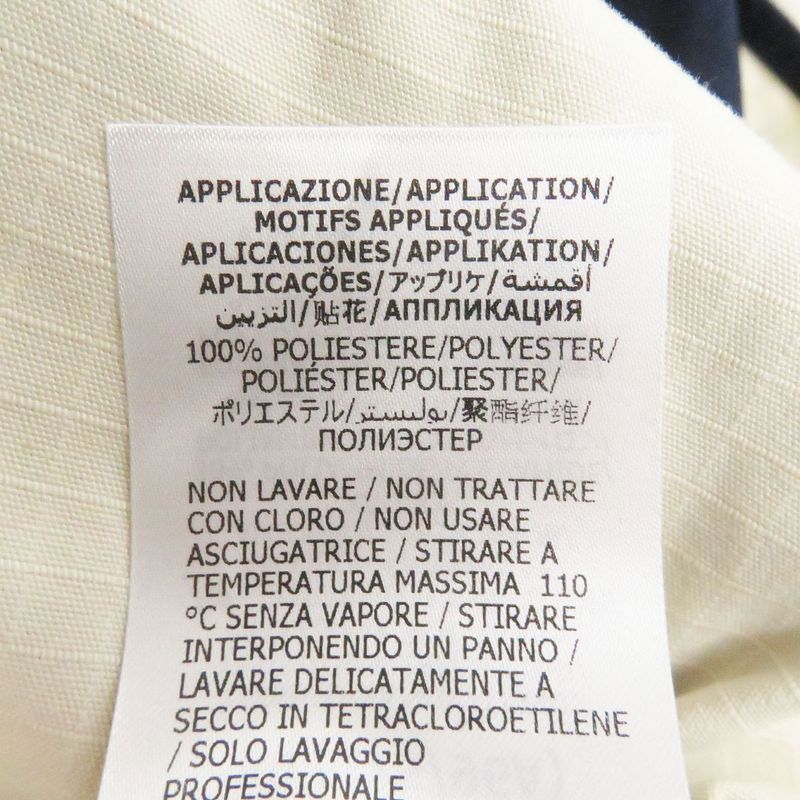 APPLICAZIONE/APPLICATION/
MOTIFS APPLIQUÉS/
APLICACIONES/APPLIKATION/
APLICAÇÕES/アップリケ/أقمشة
التزيين/贴花/АППЛИКАЦИЯ
100% POLIESTERE/POLYESTER/
POLIÉSTER/POLIESTER/
ポリエステル/بوليستر/聚酯纤维/
ПОЛИЭСТЕР
NON LAVARE / NON TRATTARE
CON CLORO / NON USARE
ASCIUGATRICE / STIRARE A
TEMPERATURA MASSIMA 110
°C SENZA VAPORE / STIRARE
INTERPONENDO UN PANNO /
LAVARE DELICATAMENTE A
SECCO IN TETRACLOROETILENE
/ SOLO LAVAGGIO
PROFESSIONALE